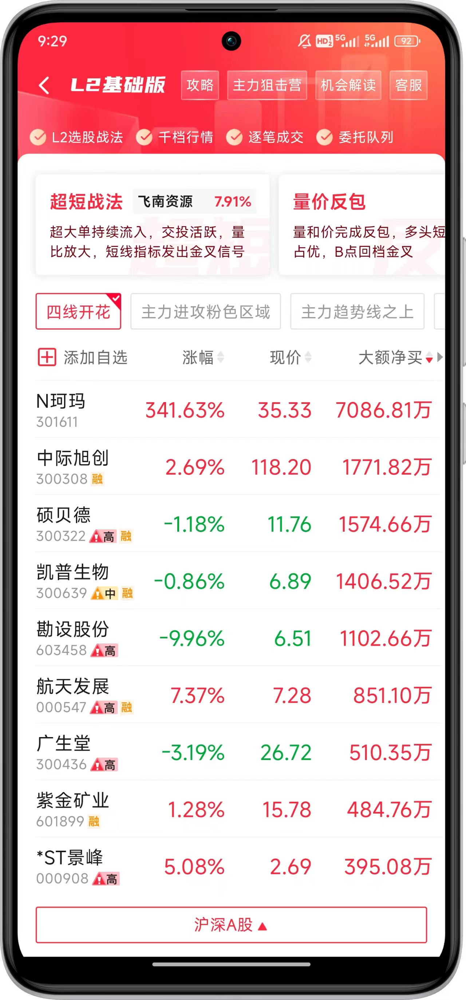 9:29 HD 1 2 5G 5G 92
L2基础版 攻略 主力狙击营 机会解读 客服
L2选股战法 千档行情 逐笔成交 委托队列
超短战法 飞南资源 7.91%
超大单持续流入，交投活跃，量
比放大，短线指标发出金叉信号
量价反包
量和价完成反包，多头短
占优，B点回档金叉
四线开花 主力进攻粉色区域 主力趋势线之上
添加自选 涨幅 现价 大额净买
N珂玛 341.63% 35.33 7086.81万
301611
中际旭创 2.69% 118.20 1771.82万
300308 融
硕贝德 -1.18% 11.76 1574.66万
300322 高 融
凯普生物 -0.86% 6.89 1406.52万
300639 中 融
勘设股份 -9.96% 6.51 1102.66万
603458 高
航天发展 7.37% 7.28 851.10万
000547 高 融
广生堂 -3.19% 26.72 510.35万
300436 高
紫金矿业 1.28% 15.78 484.76万
601899 融
*ST景峰 5.08% 2.69 395.08万
000908 高
沪深A股